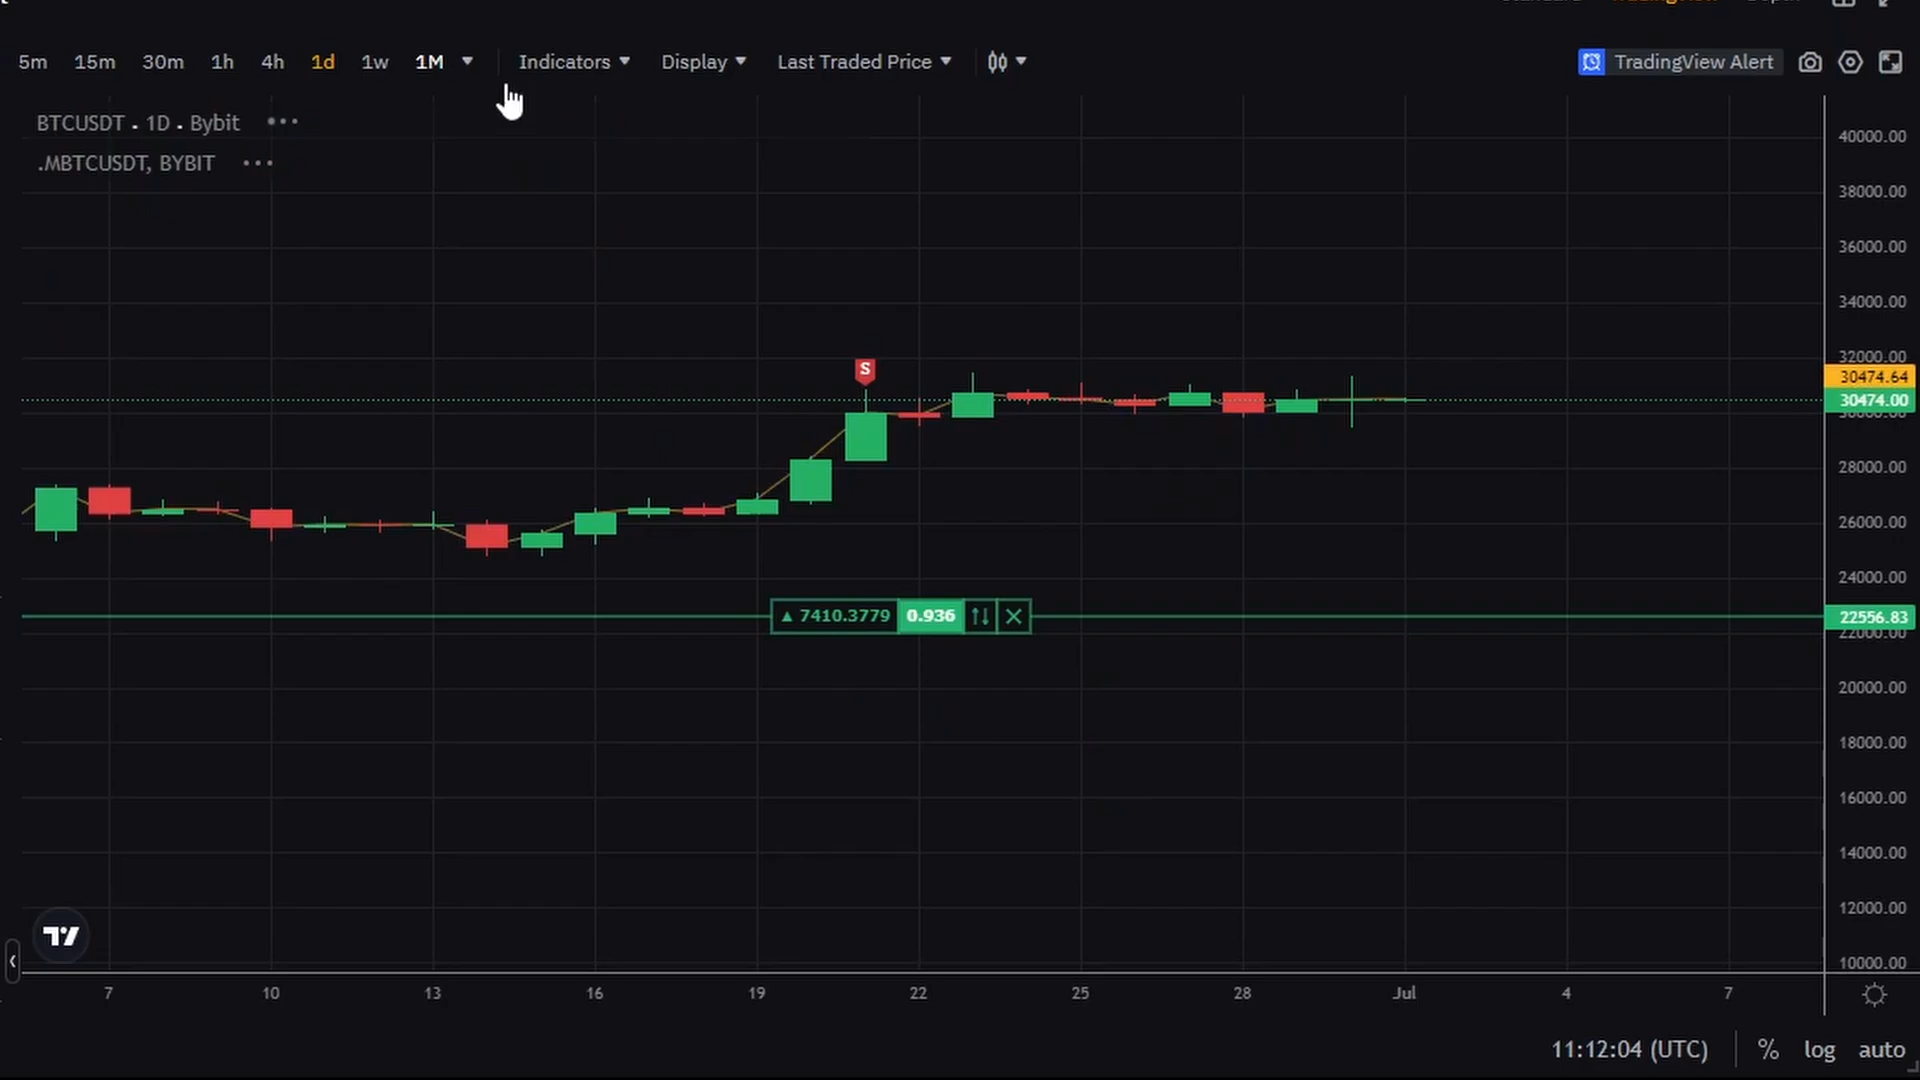 Standard TradingView Depth
5m 15m 30m 1h 4h 1d 1w 1M Indicators Display Last Traded Price TradingView Alert
BTCUSDT . 1D . Bybit ...
.MBTCUSDT, BYBIT ...
40000.00
38000.00
36000.00
34000.00
32000.00
S
30474.64
30474.00
28000.00
26000.00
24000.00
▲ 7410.3779 0.936
22556.83
22000.00
20000.00
18000.00
16000.00
14000.00
12000.00
10000.00
7 10 13 16 19 22 25 28 Jul 4 7
11:12:04 (UTC) % log auto